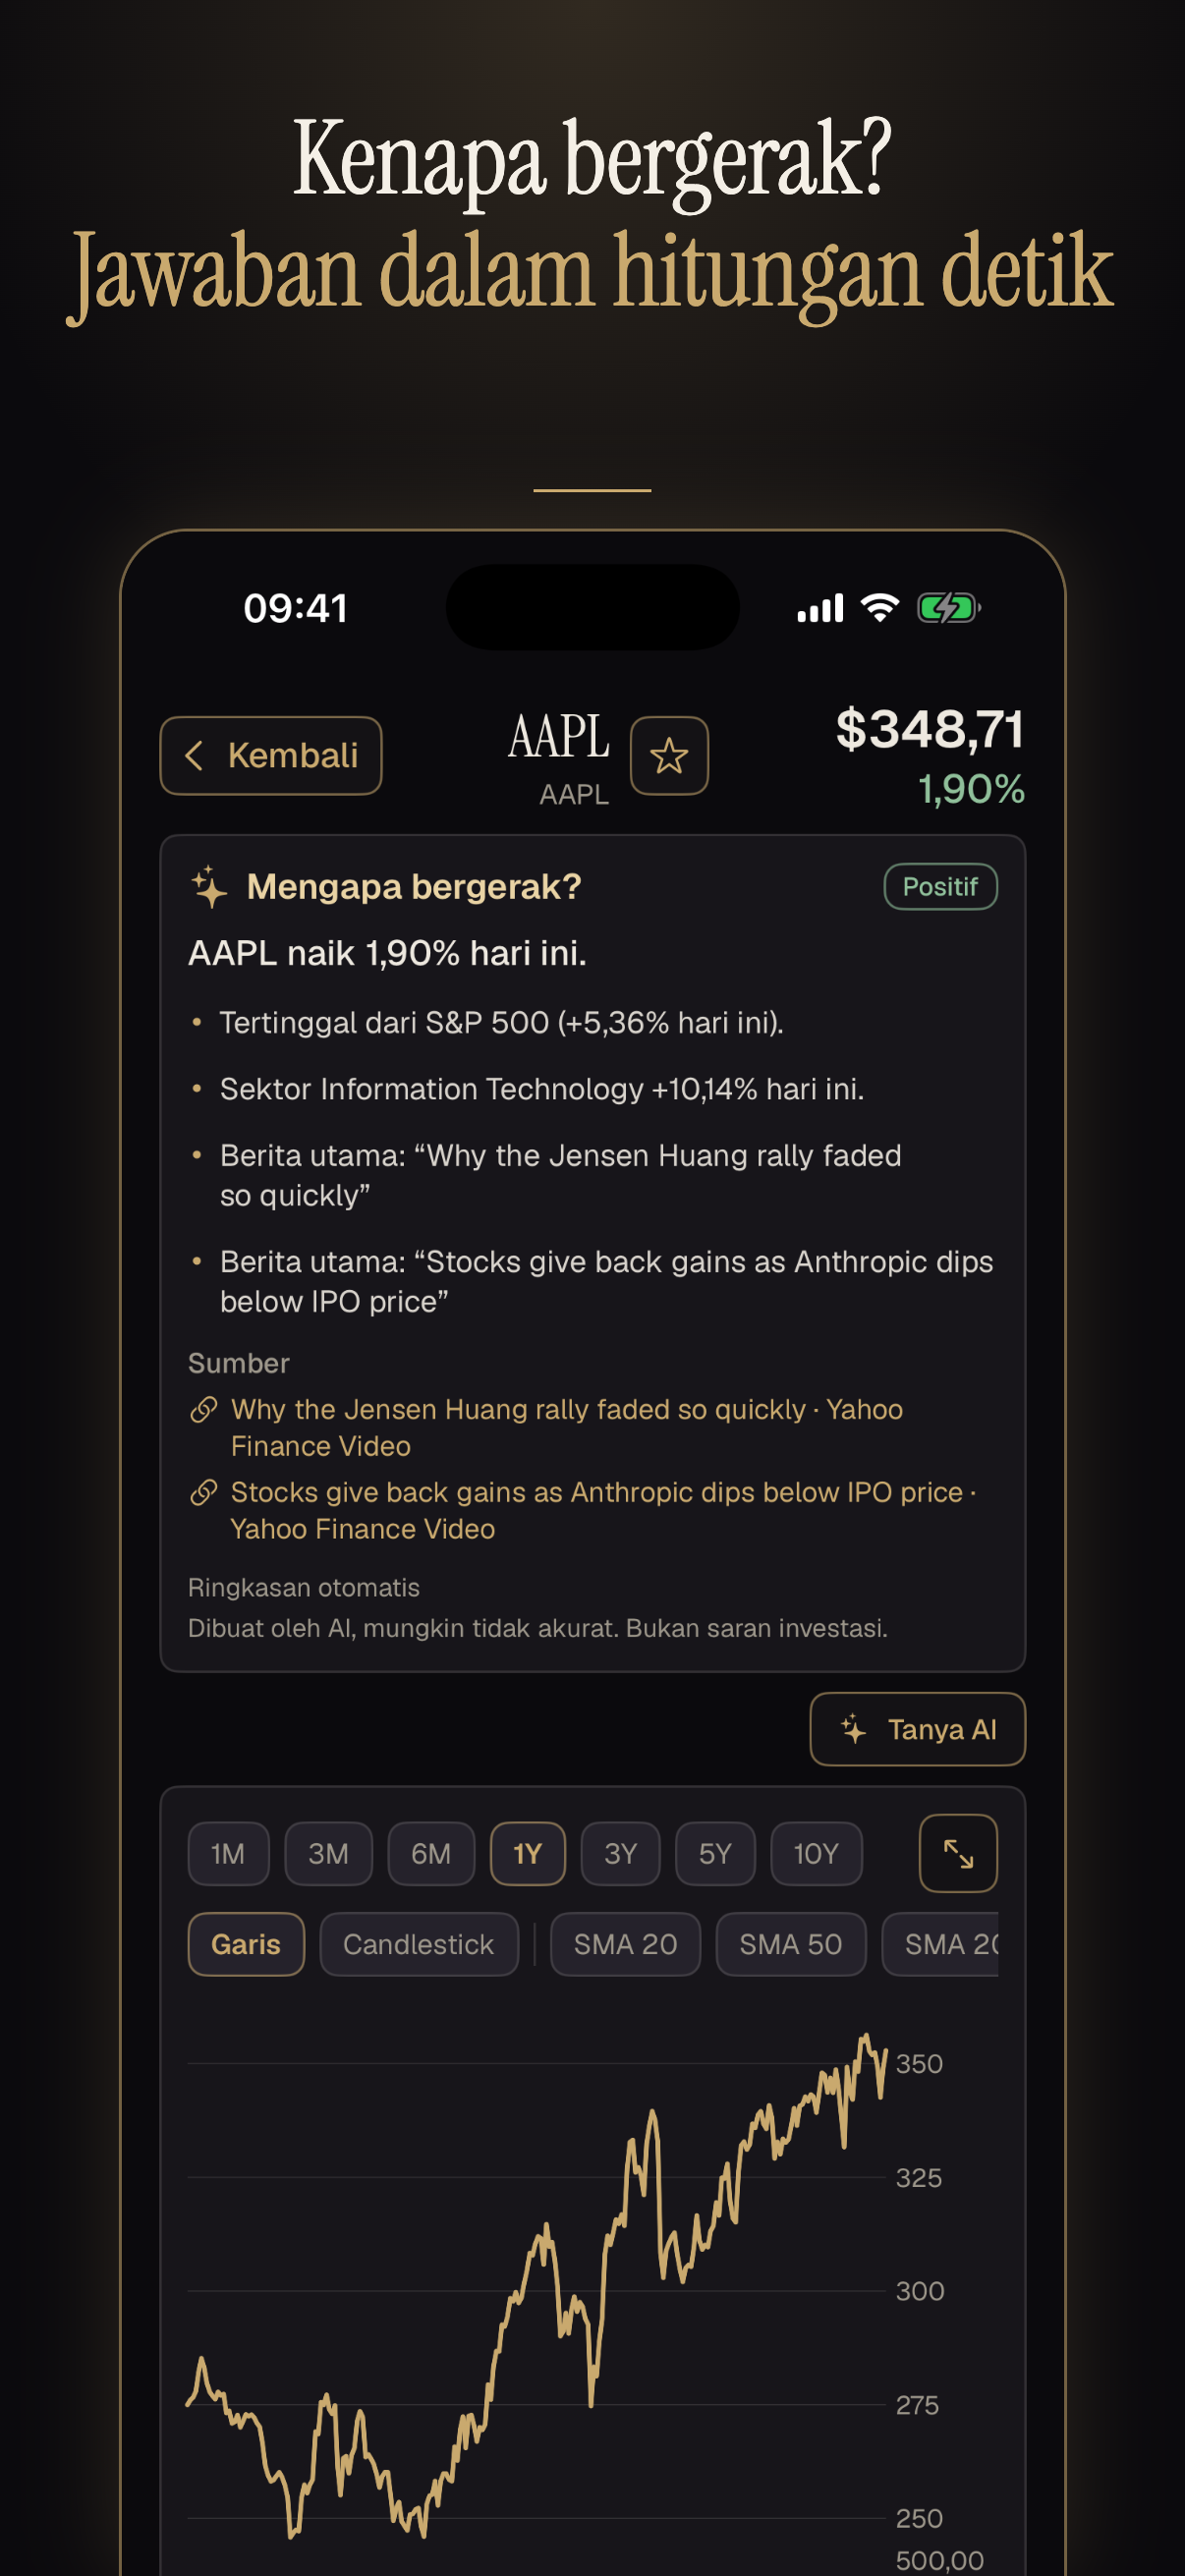 Kenapa bergerak?
Jawaban dalam hitungan detik
09:41
Kembali
AAPL
AAPL
$348,71
1,90%
Mengapa bergerak?
Positif
AAPL naik 1,90% hari ini.
• Tertinggal dari S&P 500 (+5,36% hari ini).
• Sektor Information Technology +10,14% hari ini.
• Berita utama: “Why the Jensen Huang rally faded
so quickly”
• Berita utama: “Stocks give back gains as Anthropic dips
below IPO price”
Sumber
Why the Jensen Huang rally faded so quickly · Yahoo
Finance Video
Stocks give back gains as Anthropic dips below IPO price ·
Yahoo Finance Video
Ringkasan otomatis
Dibuat oleh AI, mungkin tidak akurat. Bukan saran investasi.
Tanya AI
1M 3M 6M 1Y 3Y 5Y 10Y
Garis Candlestick SMA 20 SMA 50 SMA 20
350
325
300
275
250
500,00